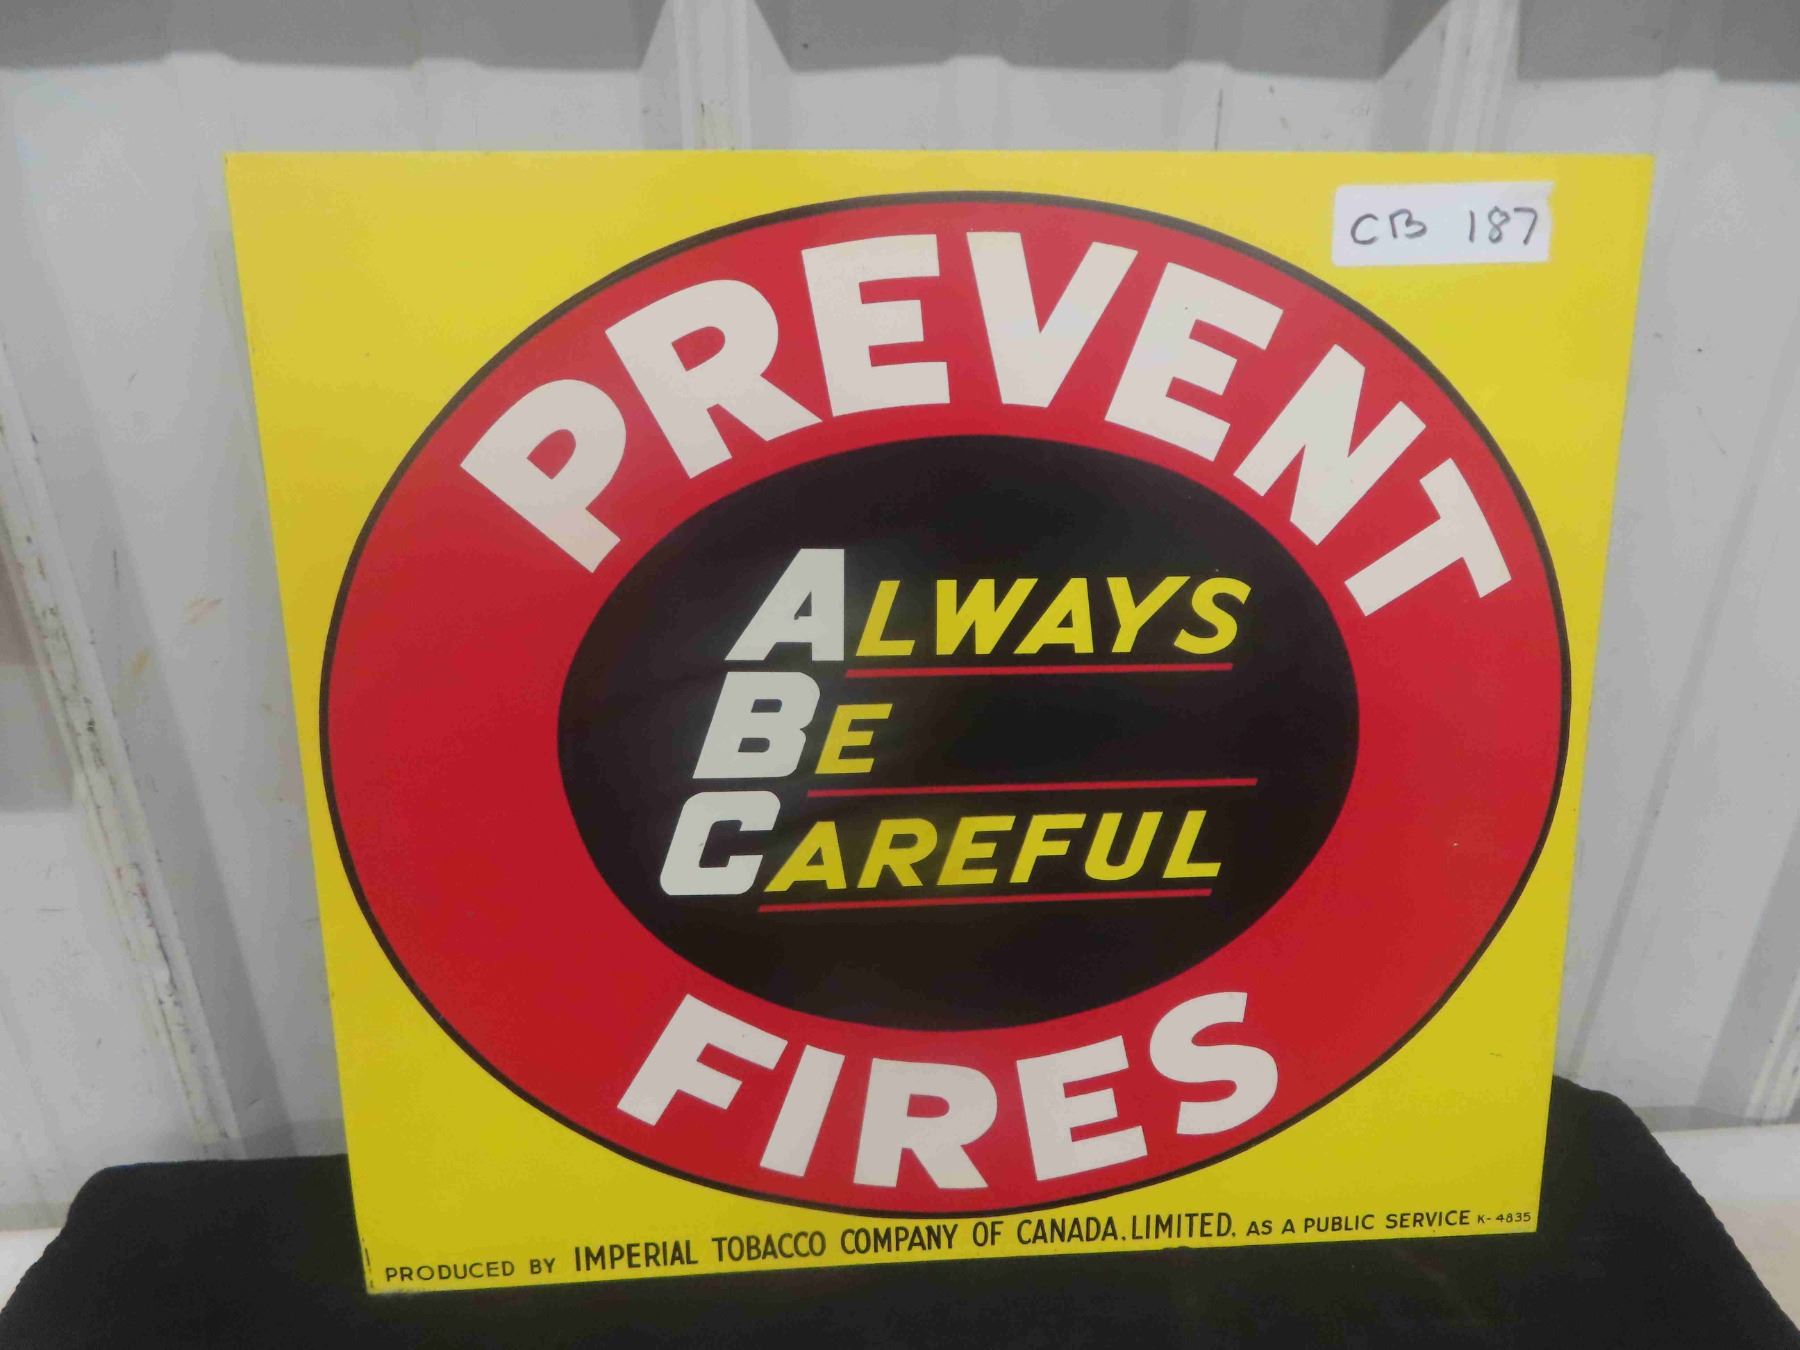 CB 187
PREVENT
ALWAYS
BE
CAREFUL
FIRES
PRODUCED BY IMPERIAL TOBACCO COMPANY OF CANADA, LIMITED, AS A PUBLIC SERVICE K-4835